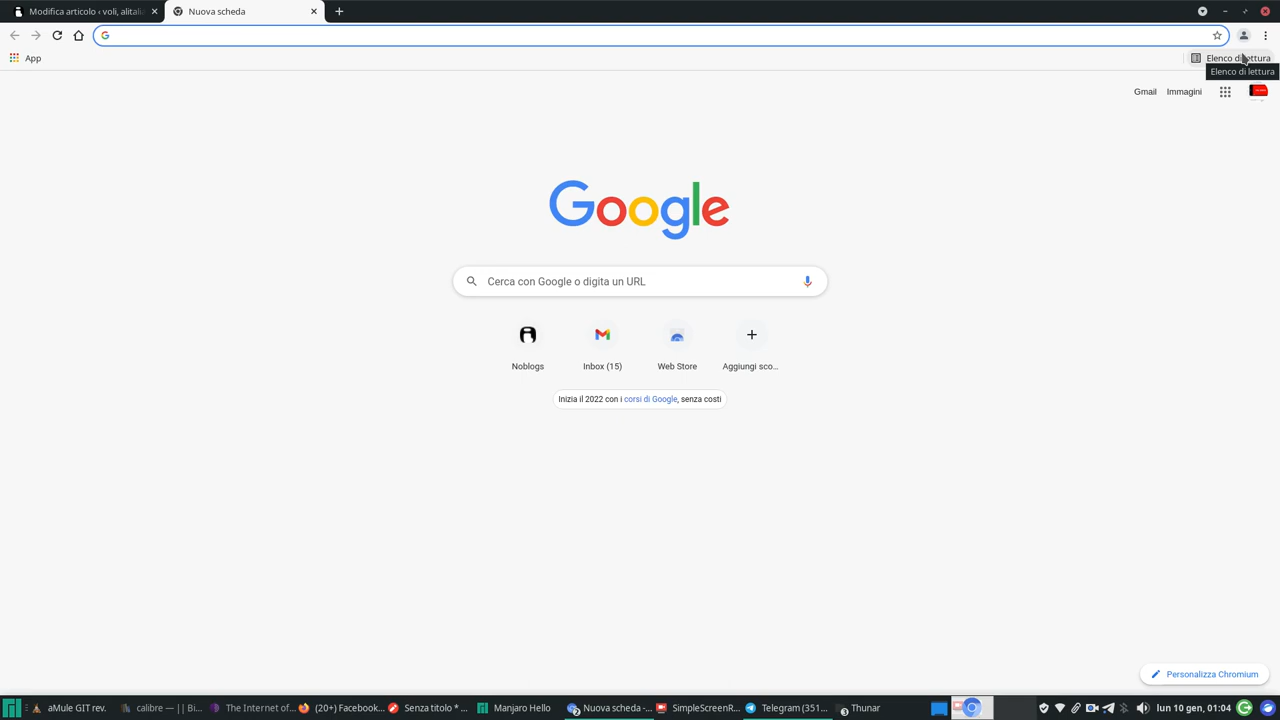 Modifica articolo ‹ voli, alitali
Nuova scheda
App
Elenco di lettura
Elenco di lettura
Gmail
Immagini
Google
Cerca con Google o digita un URL
Noblogs
Inbox (15)
Web Store
Aggiungi sco...
Inizia il 2022 con i corsi di Google, senza costi
Personalizza Chromium
aMule GIT rev.
calibre — || Bi...
The Internet of...
(20+) Facebook...
Senza titolo * ...
Manjaro Hello
Nuova scheda -...
SimpleScreenR...
Telegram (351...
3 Thunar
lun 10 gen, 01:04